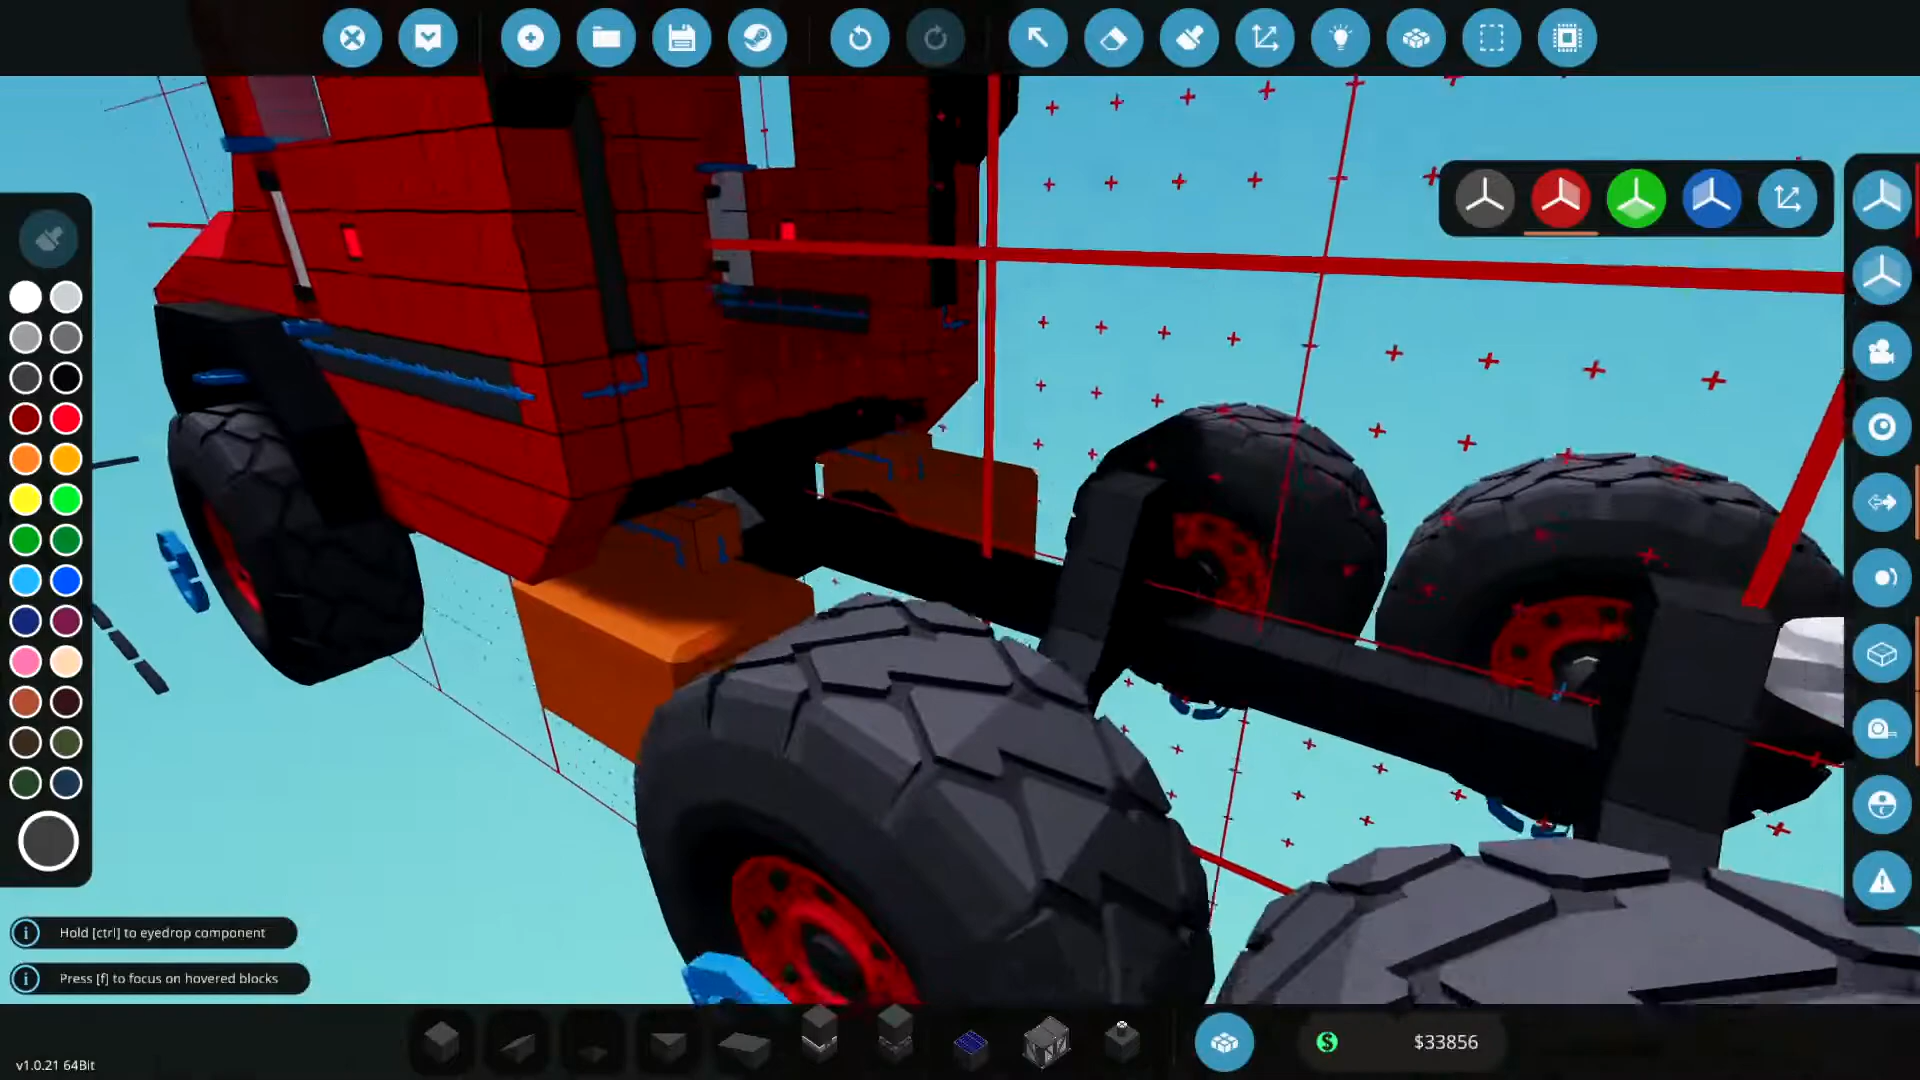 Hold [ctrl] to eyedrop component
Press [f] to focus on hovered blocks
$ $33856
v1.0.21 64Bit